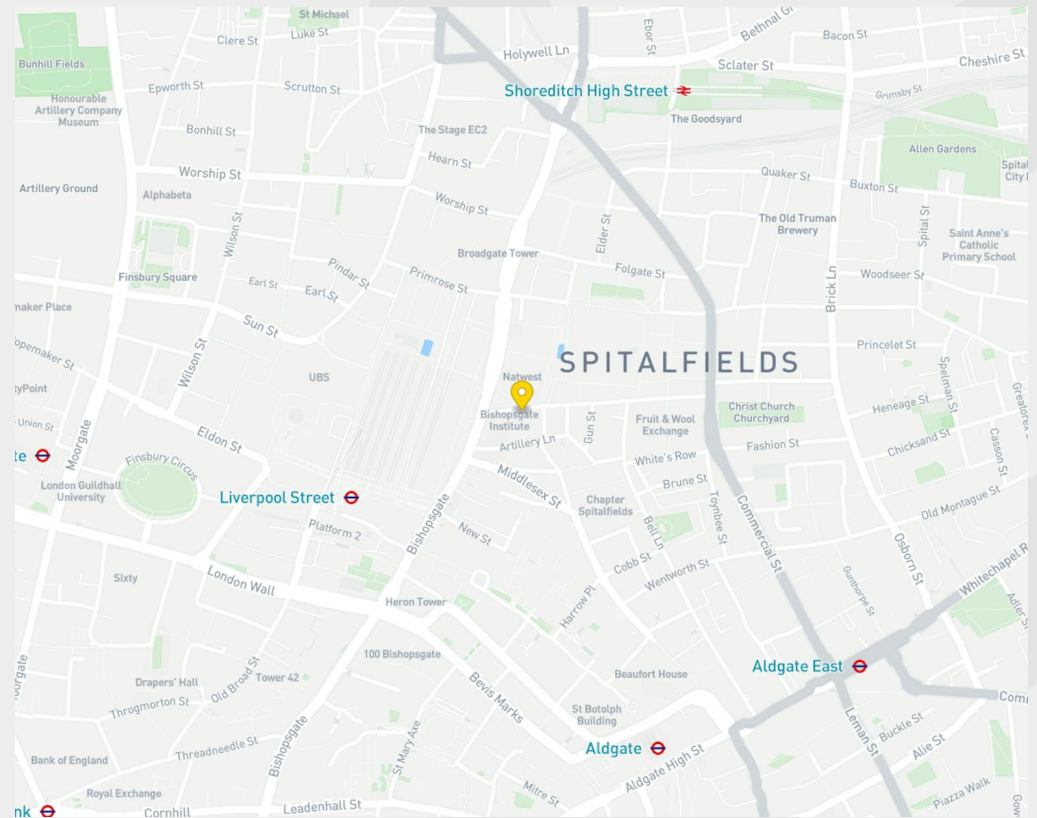 St Michael
Luke St
Clere St
Holywell Ln
Ebor St
Bethnal Gr
Bacon St
Cheshire St
Sclater St
Bunhill Fields
Epworth St
Scrutton St
Shoreditch High Street
Grimsby St
Honourable
Artillery Company
Museum
The Goodsyard
Bonhill St
The Stage EC2
Allen Gardens
Hearn St
Spital
City
Worship St
Quaker St
Buxton St
Artillery Ground
Alphabeta
Worship St
Wilson St
Elder St
The Old Truman
Brewery
Spital St
Saint Anne's
Catholic
Primary School
Broadgate Tower
Finsbury Square
Earl St
Earl St
Pindar St
Primrose St
Folgate St
Brick Ln
Woodseer St
maker Place
Sun St
opemaker St
Wilson St
Princelet St
SPITALFIELDS
UBS
Natwest
Spelman St
tyPoint
Greatore
Heneage St
Christ Church
Churchyard
Bishopsgate
Institute
Gun St
Fruit & Wool
Exchange
Union St
Moorgate
Eldon St
Artillery Ln
Fashion St
Chicksand St
Casson St
te
Finsbury Circus
White's Row
London Guildhall
University
Liverpool Street
Middlesex St
Brune St
Chapter
Spitalfields
Toynbee St
Commercial St
Old Montague St
Platform 2
Bishopsgate
New St
Bell Ln
Osborn St
Cobb St
Wentworth St
Whitechapel R
Sixty
London Wall
Harrow Pl
Gunthorpe St
Adler S
Heron Tower
100 Bishopsgate
Aldgate East
Beaufort House
Drapers' Hall
Old Broad St
Tower 42
Bevis Marks
Throgmorton St
oorgate
St Botolph
Building
Com
Leman St
Buckle St
Bishopsgate
St Mary Axe
Threadneedle St
Aldgate
Aldgate High St
Alie St
Bank of England
Royal Exchange
Mitre St
Piazza Walk
Gow
nk
Cornhill
Leadenhall St